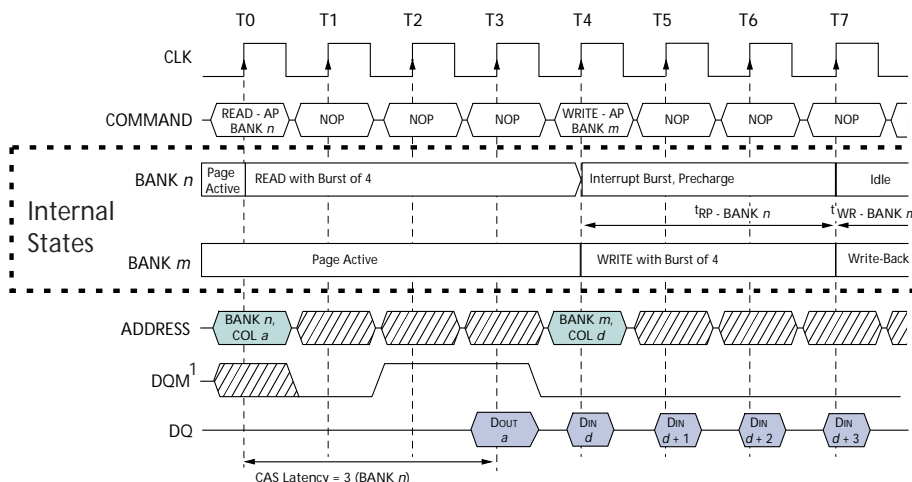 T0 T1 T2 T3 T4 T5 T6 T7
CLK
COMMAND
READ - AP BANK n
NOP
NOP
NOP
WRITE - AP BANK m
NOP
NOP
NOP
Internal States
BANK n
Page Active
READ with Burst of 4
Interrupt Burst, Precharge
Idle
tRP - BANK n
tWR - BANK m
BANK m
Page Active
WRITE with Burst of 4
Write-Back
ADDRESS
BANK n, COL a
BANK m, COL d
DQM1
DQ
DOUT a
DIN d
DIN d + 1
DIN d + 2
DIN d + 3
CAS Latency = 3 (BANK n)